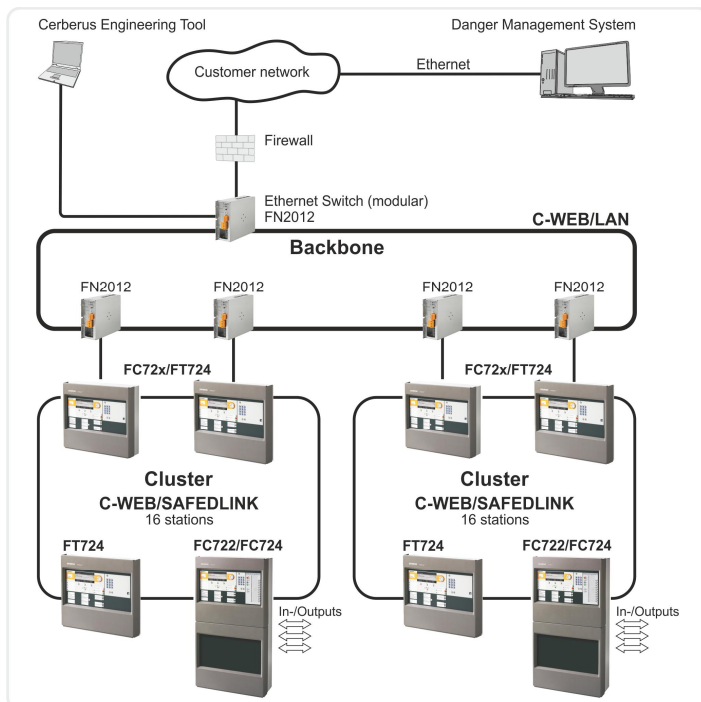 Cerberus Engineering Tool
Danger Management System
Customer network
Ethernet
Firewall
Ethernet Switch (modular)
FN2012
C-WEB/LAN
Backbone
FN2012
FN2012
FN2012
FN2012
FC72x/FT724
FC72x/FT724
Cluster
C-WEB/SAFEDLINK
16 stations
Cluster
C-WEB/SAFEDLINK
16 stations
FT724
FC722/FC724
FT724
FC722/FC724
In-/Outputs
In-/Outputs